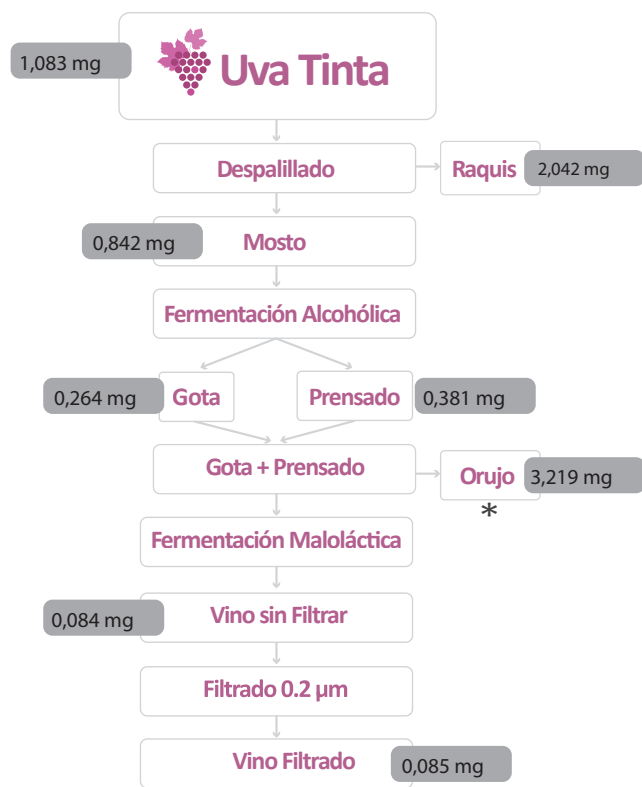 1,083 mg
Uva Tinta
Despalillado
Raquis
2,042 mg
0,842 mg
Mosto
Fermentación Alcohólica
0,264 mg
Gota
Prensado
0,381 mg
Gota + Prensado
Orujo
3,219 mg
*
Fermentación Maloláctica
0,084 mg
Vino sin Filtrar
Filtrado 0.2 µm
Vino Filtrado
0,085 mg